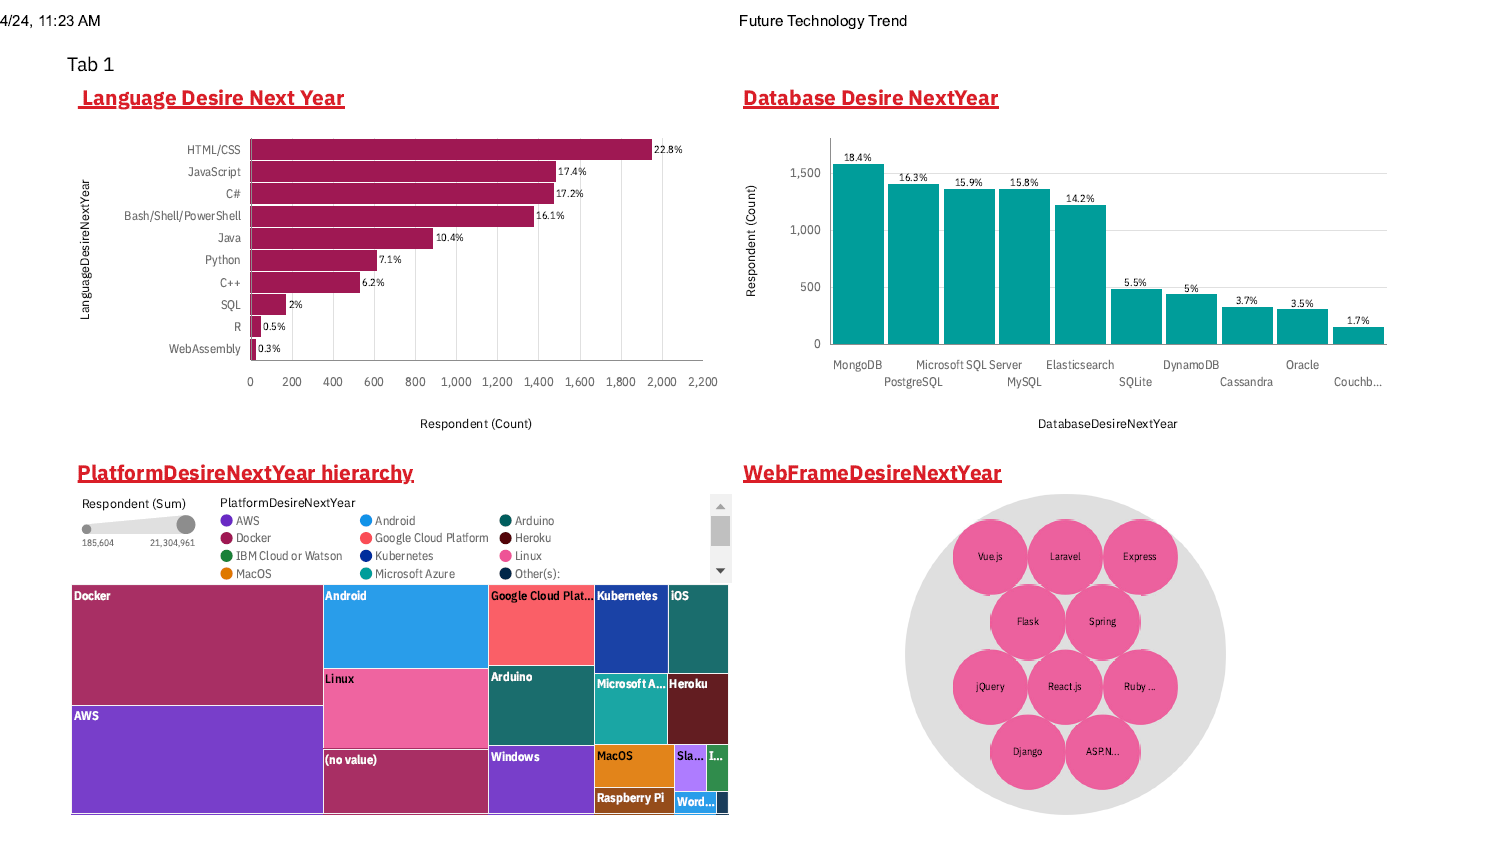 4/24, 11:23 AM
Future Technology Trend
Tab 1
Language Desire Next Year
LanguageDesireNextYear
HTML/CSS 22.8%
JavaScript 17.4%
C# 17.2%
Bash/Shell/PowerShell 16.1%
Java 10.4%
Python 7.1%
C++ 6.2%
SQL 2%
R 0.5%
WebAssembly 0.3%
0 200 400 600 800 1,000 1,200 1,400 1,600 1,800 2,000 2,200
Respondent (Count)
Database Desire NextYear
Respondent (Count)
1,500
1,000
500
0
18.4% 16.3% 15.9% 15.8% 14.2% 5.5% 5% 3.7% 3.5% 1.7%
MongoDB Microsoft SQL Server Elasticsearch DynamoDB Oracle
PostgreSQL MySQL SQLite Cassandra Couchb...
DatabaseDesireNextYear
PlatformDesireNextYear hierarchy
Respondent (Sum)
185,604 21,304,961
PlatformDesireNextYear
AWS Android Arduino
Docker Google Cloud Platform Heroku
IBM Cloud or Watson Kubernetes Linux
MacOS Microsoft Azure Other(s):
Docker
AWS
Android
Linux
(no value)
Google Cloud Plat...
Arduino
Windows
Kubernetes iOS
Microsoft A... Heroku
MacOS Sla... I...
Raspberry Pi Word...
WebFrameDesireNextYear
Vue.js Laravel Express
Flask Spring
jQuery React.js Ruby ...
Django ASP.N...